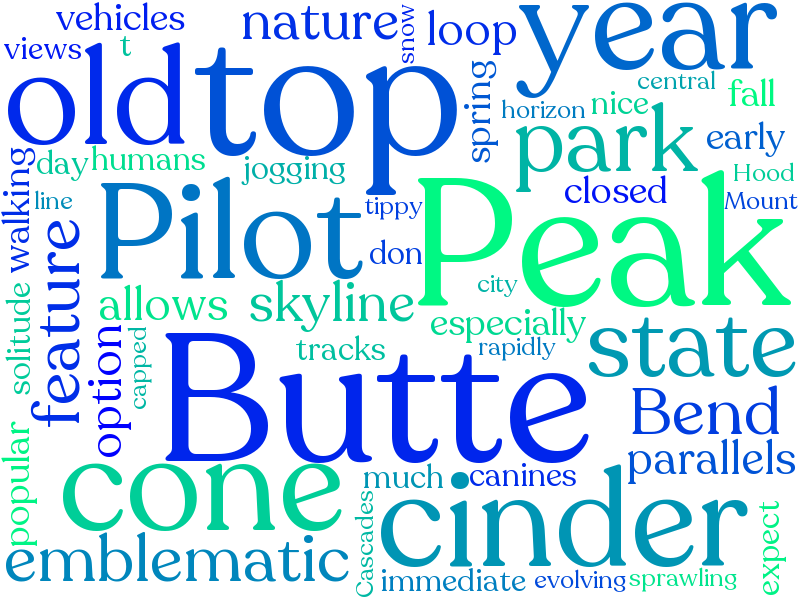 vehicles
nature
snow
loop
year
views
t
old
top
spring
central
horizon
nice
fall
park
early
day
humans
jogging
walking
line
Pilot
tippy
Peak
closed
Hood
Mount
don
feature
solitude
allows
skyline
city
especially
state
option
capped
tracks
rapidly
Butte
Bend
popular
cone
much
canines
cinder
parallels
emblematic
Cascades
immediate
evolving
sprawling
expect